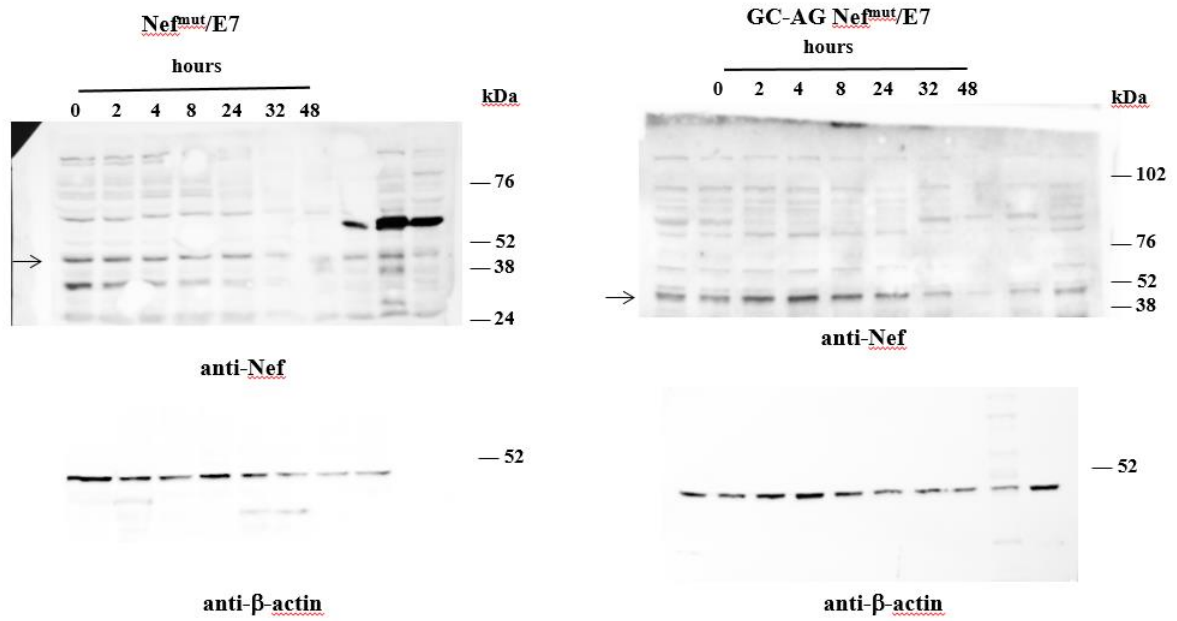 Nefmut/E7
hours
0 2 4 8 24 32 48
kDa
76
52
38
24
anti-Nef
52
anti-β-actin
GC-AG Nefmut/E7
hours
0 2 4 8 24 32 48
kDa
102
76
52
38
anti-Nef
52
anti-β-actin